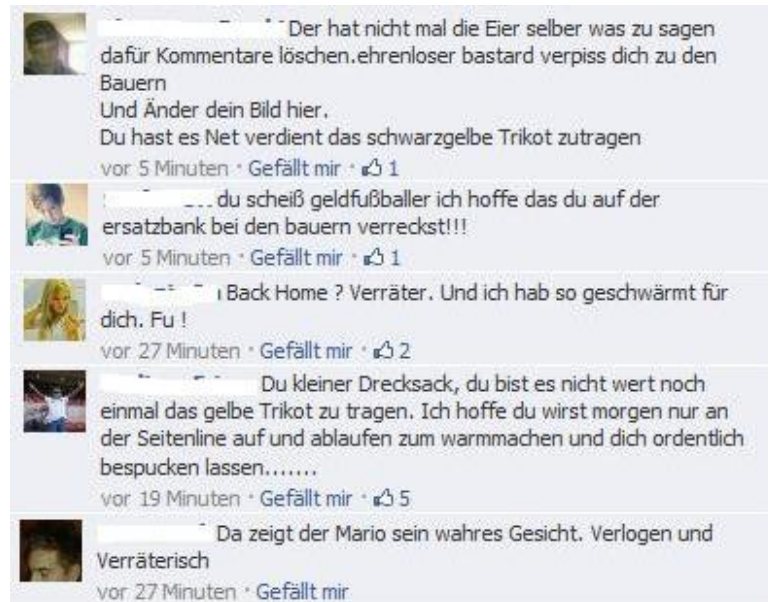 Der hat nicht mal die Eier selber was zu sagen
dafür Kommentare löschen.ehrenloser bastard verpiss dich zu den
Bauern
Und Änder dein Bild hier.
Du hast es Net verdient das schwarzgelbe Trikot zutragen
vor 5 Minuten · Gefällt mir · 1
du scheiß geldfußballer ich hoffe das du auf der
ersatzbank bei den bauern verreckst!!!
vor 5 Minuten · Gefällt mir · 1
Back Home ? Verräter. Und ich hab so geschwärmt für
dich. Fu !
vor 27 Minuten · Gefällt mir · 2
Du kleiner Drecksack, du bist es nicht wert noch
einmal das gelbe Trikot zu tragen. Ich hoffe du wirst morgen nur an
der Seitenline auf und ablaufen zum warmmachen und dich ordentlich
bespucken lassen.......
vor 19 Minuten · Gefällt mir · 5
Da zeigt der Mario sein wahres Gesicht. Verlogen und
Verräterisch
vor 27 Minuten · Gefällt mir